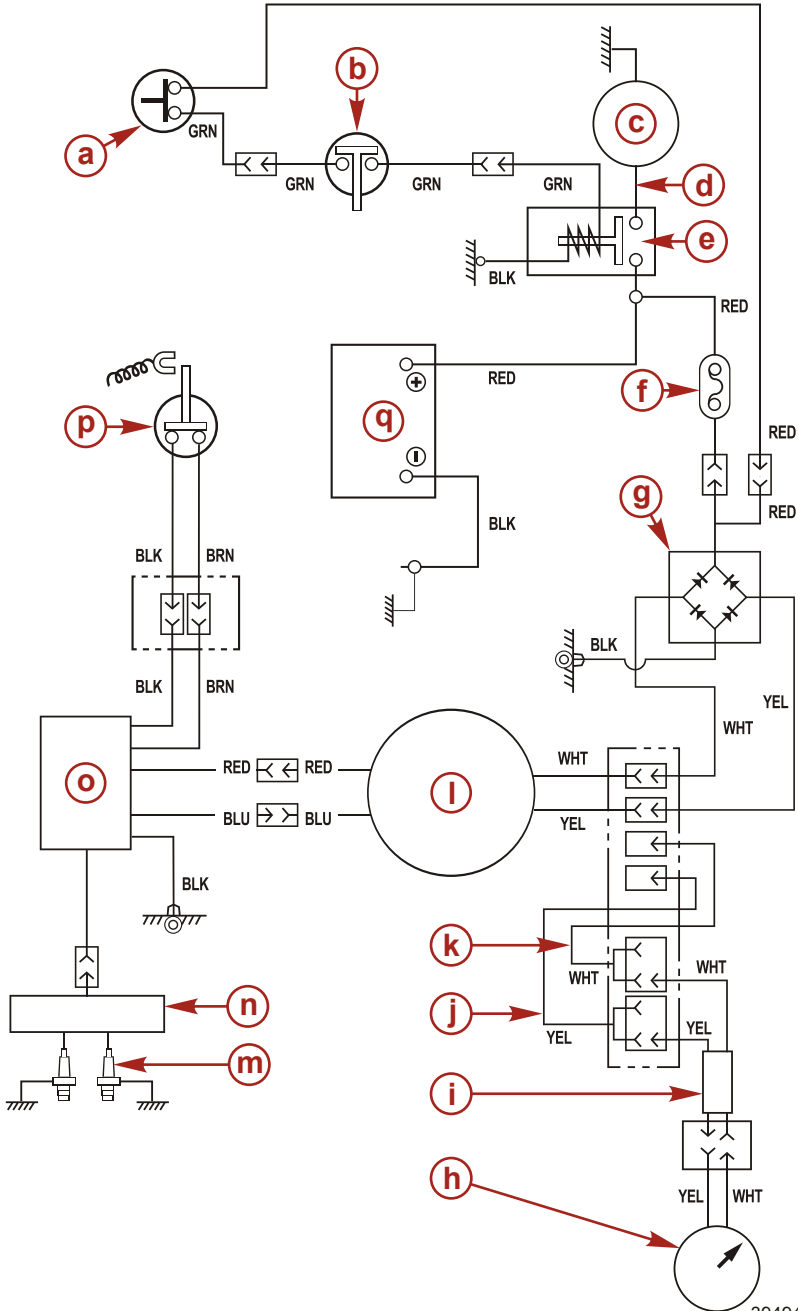 b
c
a
GRN
GRN
GRN
GRN
d
e
BLK
RED
RED
f
p
q
RED
g
BLK
RED
BLK
BRN
BLK
BLK
BRN
YEL
WHT
o
RED
RED
l
WHT
BLU
BLU
YEL
BLK
k
WHT
WHT
n
j
YEL
YEL
m
i
h
YEL
WHT